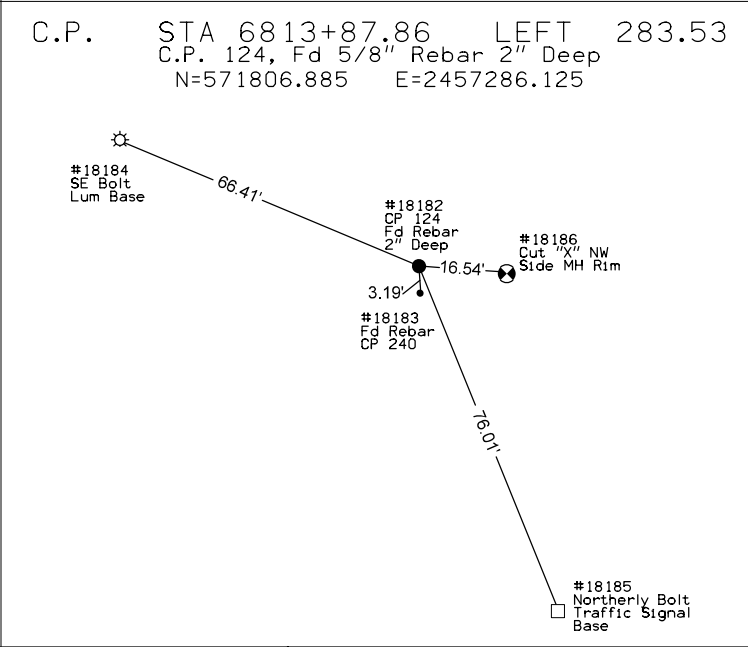 C.P. STA 6813+87.86 LEFT 283.53
C.P. 124, Fd 5/8" Rebar 2" Deep
N=571806.885 E=2457286.125
#18184
SE Bolt
Lum Base
66.41'
#18182
CP 124
Fd Rebar
2" Deep
#18186
Cut "X" NW
Side MH Rim
16.54'
3.19'
#18183
Fd Rebar
CP 240
76.01'
#18185
Northerly Bolt
Traffic Signal
Base